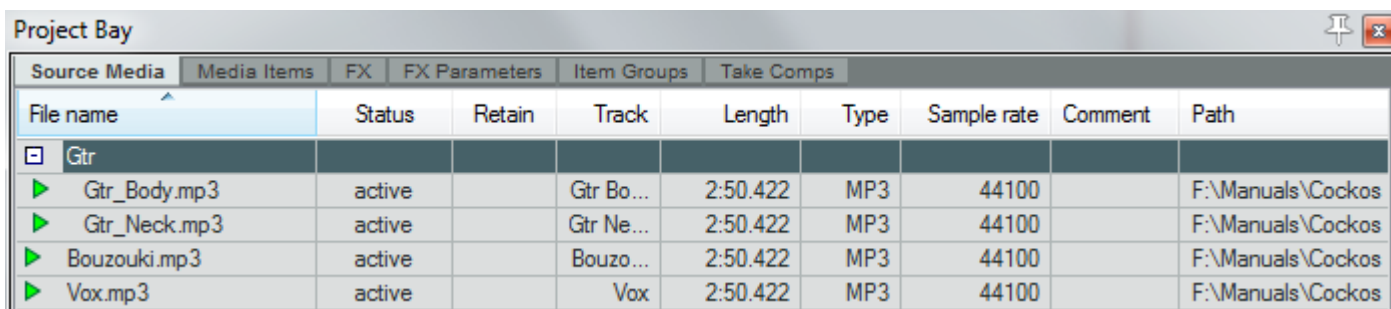 Project Bay
Source Media Media Items FX FX Parameters Item Groups Take Comps
File name Status Retain Track Length Type Sample rate Comment Path
Gtr
Gtr_Body.mp3 active Gtr Bo... 2:50.422 MP3 44100 F:\Manuals\Cockos
Gtr_Neck.mp3 active Gtr Ne... 2:50.422 MP3 44100 F:\Manuals\Cockos
Bouzouki.mp3 active Bouzo... 2:50.422 MP3 44100 F:\Manuals\Cockos
Vox.mp3 active Vox 2:50.422 MP3 44100 F:\Manuals\Cockos